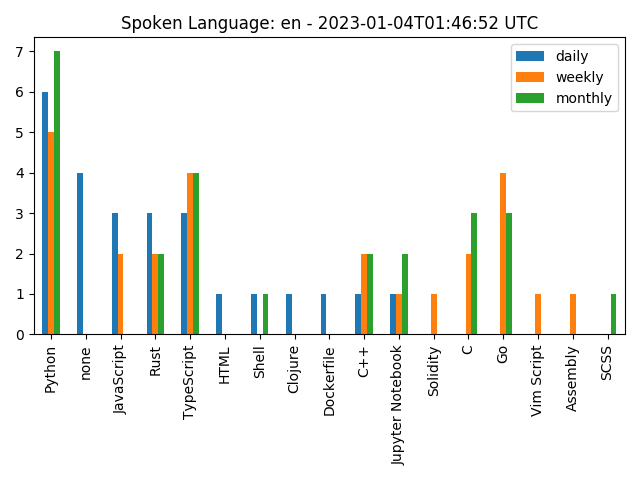 Spoken Language: en - 2023-01-04T01:46:52 UTC
daily
weekly
monthly
7
6
5
4
3
2
1
0
Python
none
JavaScript
Rust
TypeScript
HTML
Shell
Clojure
Dockerfile
C++
Jupyter Notebook
Solidity
C
Go
Vim Script
Assembly
SCSS